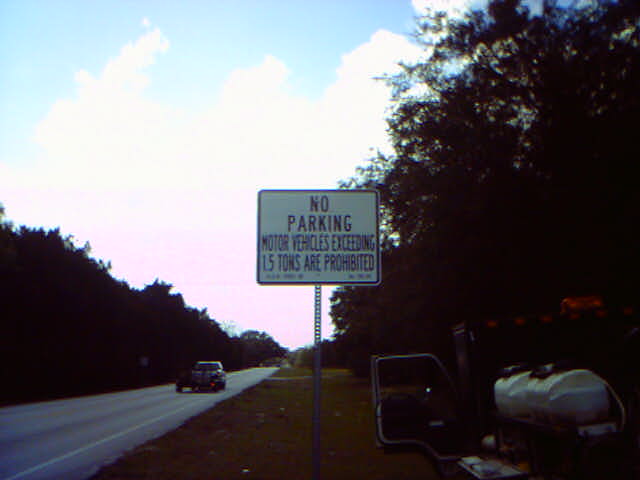 NO
PARKING
MOTOR VEHICLES EXCEEDING
1.5 TONS ARE PROHIBITED